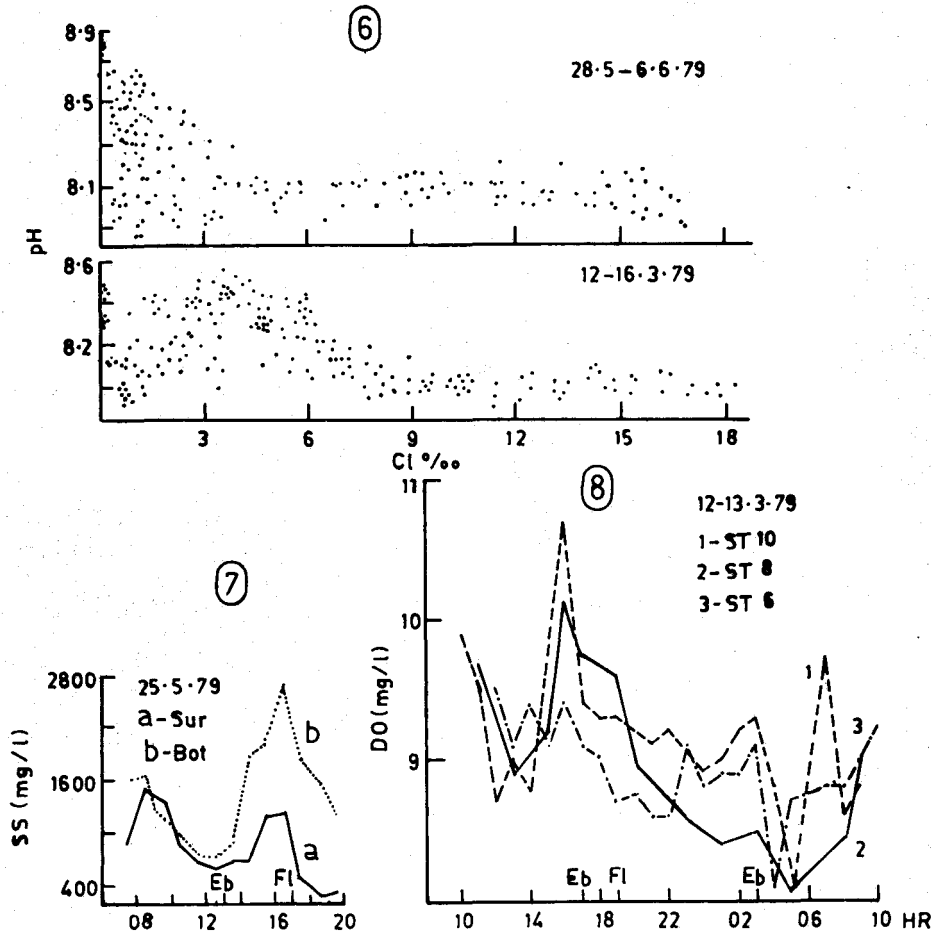 6
8.9
28.5-6.6.79
8.5
8.1
pH
8.6
12-16.3.79
8.2
3 6 9 12 15 18
Cl °/oo
7
2800
25.5.79
a-Sur
b-Bot
b
1600
SS (mg/l)
a
400
Eb Fl
08 12 16 20
8
11
12-13.3.79
1-ST 10
2-ST 8
3-ST 6
10
DO (mg/l)
1
3
9
2
Eb Fl Eb
10 14 18 22 02 06 10 HR